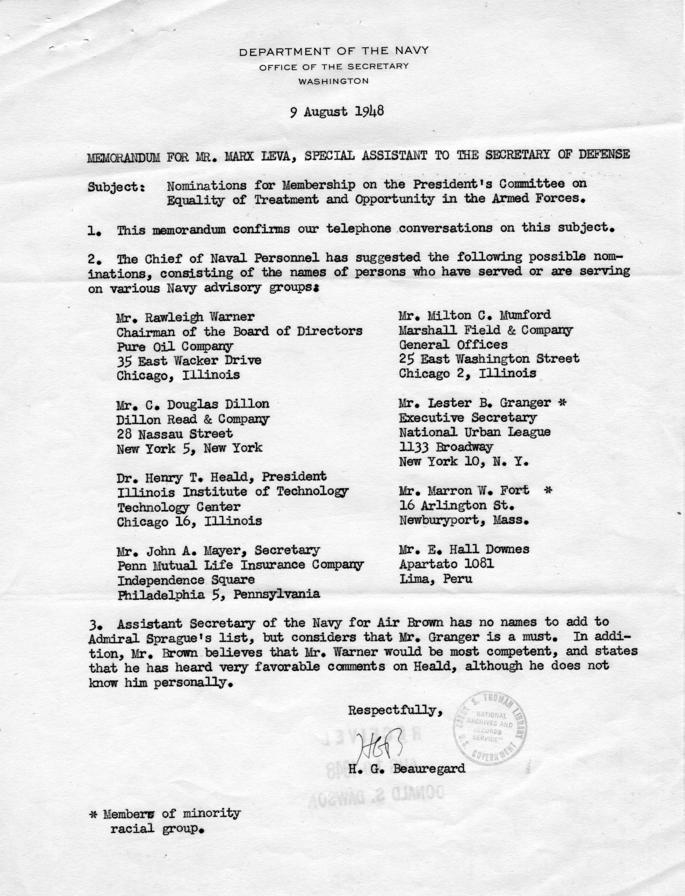 DEPARTMENT OF THE NAVY
OFFICE OF THE SECRETARY
WASHINGTON
9 August 1948
MEMORANDUM FOR MR. MARX LEVA, SPECIAL ASSISTANT TO THE SECRETARY OF DEFENSE
Subject: Nominations for Membership on the President's Committee on
Equality of Treatment and Opportunity in the Armed Forces.
1. This memorandum confirms our telephone conversations on this subject.
2. The Chief of Naval Personnel has suggested the following possible nom-
inations, consisting of the names of persons who have served or are serving
on various Navy advisory groups:
Mr. Rawleigh Warner
Chairman of the Board of Directors
Pure Oil Company
35 East Wacker Drive
Chicago, Illinois
Mr. C. Douglas Dillon
Dillon Read & Company
28 Nassau Street
New York 5, New York
Dr. Henry T. Heald, President
Illinois Institute of Technology
Technology Center
Chicago 16, Illinois
Mr. John A. Mayer, Secretary
Penn Mutual Life Insurance Company
Independence Square
Philadelphia 5, Pennsylvania
Mr. Milton C. Mumford
Marshall Field & Company
General Offices
25 East Washington Street
Chicago 2, Illinois
Mr. Lester B. Granger *
Executive Secretary
National Urban League
1133 Broadway
New York 10, N. Y.
Mr. Marron W. Fort *
16 Arlington St.
Newburyport, Mass.
Mr. E. Hall Downes
Apartato 1081
Lima, Peru
3. Assistant Secretary of the Navy for Air Brown has no names to add to
Admiral Sprague's list, but considers that Mr. Granger is a must. In addi-
tion, Mr. Brown believes that Mr. Warner would be most competent, and states
that he has heard very favorable comments on Heald, although he does not
know him personally.
Respectfully,
HGB
H. G. Beauregard
HARRY S. TRUMAN LIBRARY
NATIONAL
ARCHIVES AND
RECORDS
SERVICE
U. S. GOVERNMENT
DONALD S. DAWSON
* Members of minority
racial group.